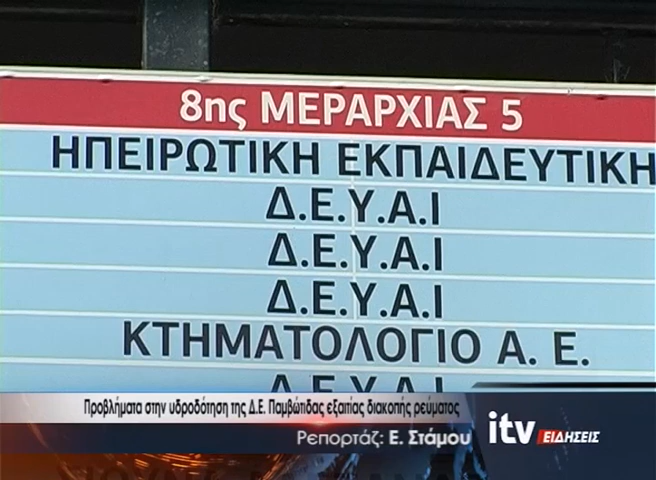 8ης ΜΕΡΑΡΧΙΑΣ 5
ΗΠΕΙΡΩΤΙΚΗ ΕΚΠΑΙΔΕΥΤΙΚΗ
Δ.Ε.Υ.Α.Ι
Δ.Ε.Υ.Α.Ι
Δ.Ε.Υ.Α.Ι
ΚΤΗΜΑΤΟΛΟΓΙΟ Α. Ε.
Δ.Ε.Υ.Α.Ι
Προβλήματα στην υδροδότηση της Δ.Ε. Παμβώτιδας εξαιτίας διακοπής ρεύματος
Ρεπορτάζ: Ε. Στάμου
itv ΕΙΔΗΣΕΙΣ